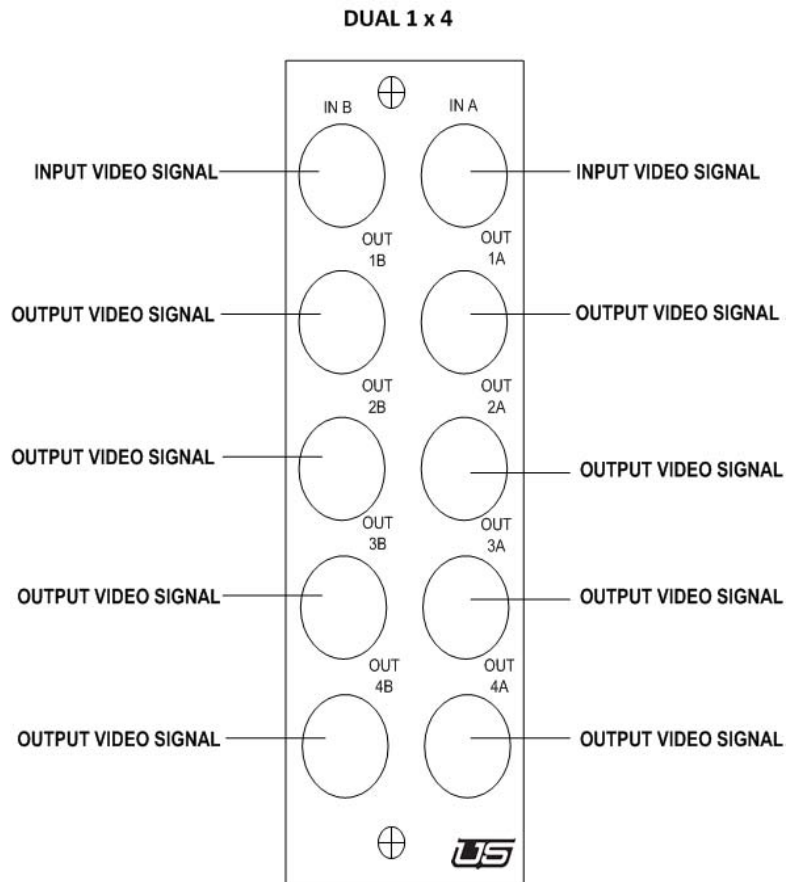 DUAL 1 x 4
IN B
IN A
INPUT VIDEO SIGNAL
INPUT VIDEO SIGNAL
OUT
1B
OUT
1A
OUTPUT VIDEO SIGNAL
OUTPUT VIDEO SIGNAL
OUT
2B
OUT
2A
OUTPUT VIDEO SIGNAL
OUTPUT VIDEO SIGNAL
OUT
3B
OUT
3A
OUTPUT VIDEO SIGNAL
OUTPUT VIDEO SIGNAL
OUT
4B
OUT
4A
OUTPUT VIDEO SIGNAL
OUTPUT VIDEO SIGNAL
US